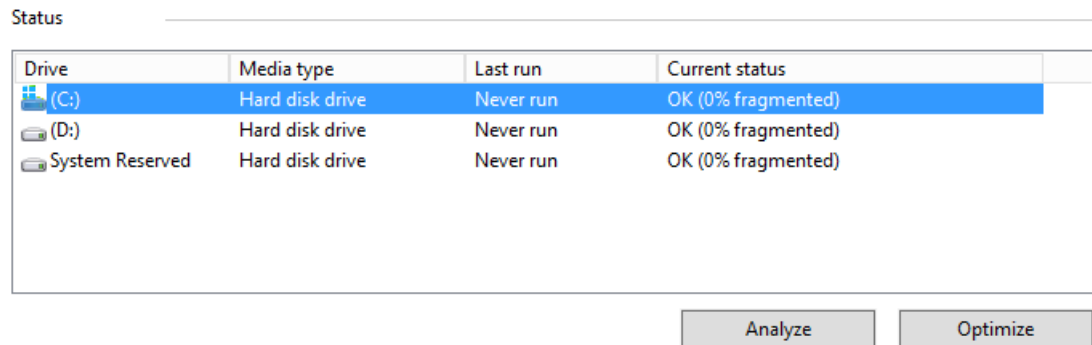 Status
Drive Media type Last run Current status
(C:) Hard disk drive Never run OK (0% fragmented)
(D:) Hard disk drive Never run OK (0% fragmented)
System Reserved Hard disk drive Never run OK (0% fragmented)
Analyze Optimize